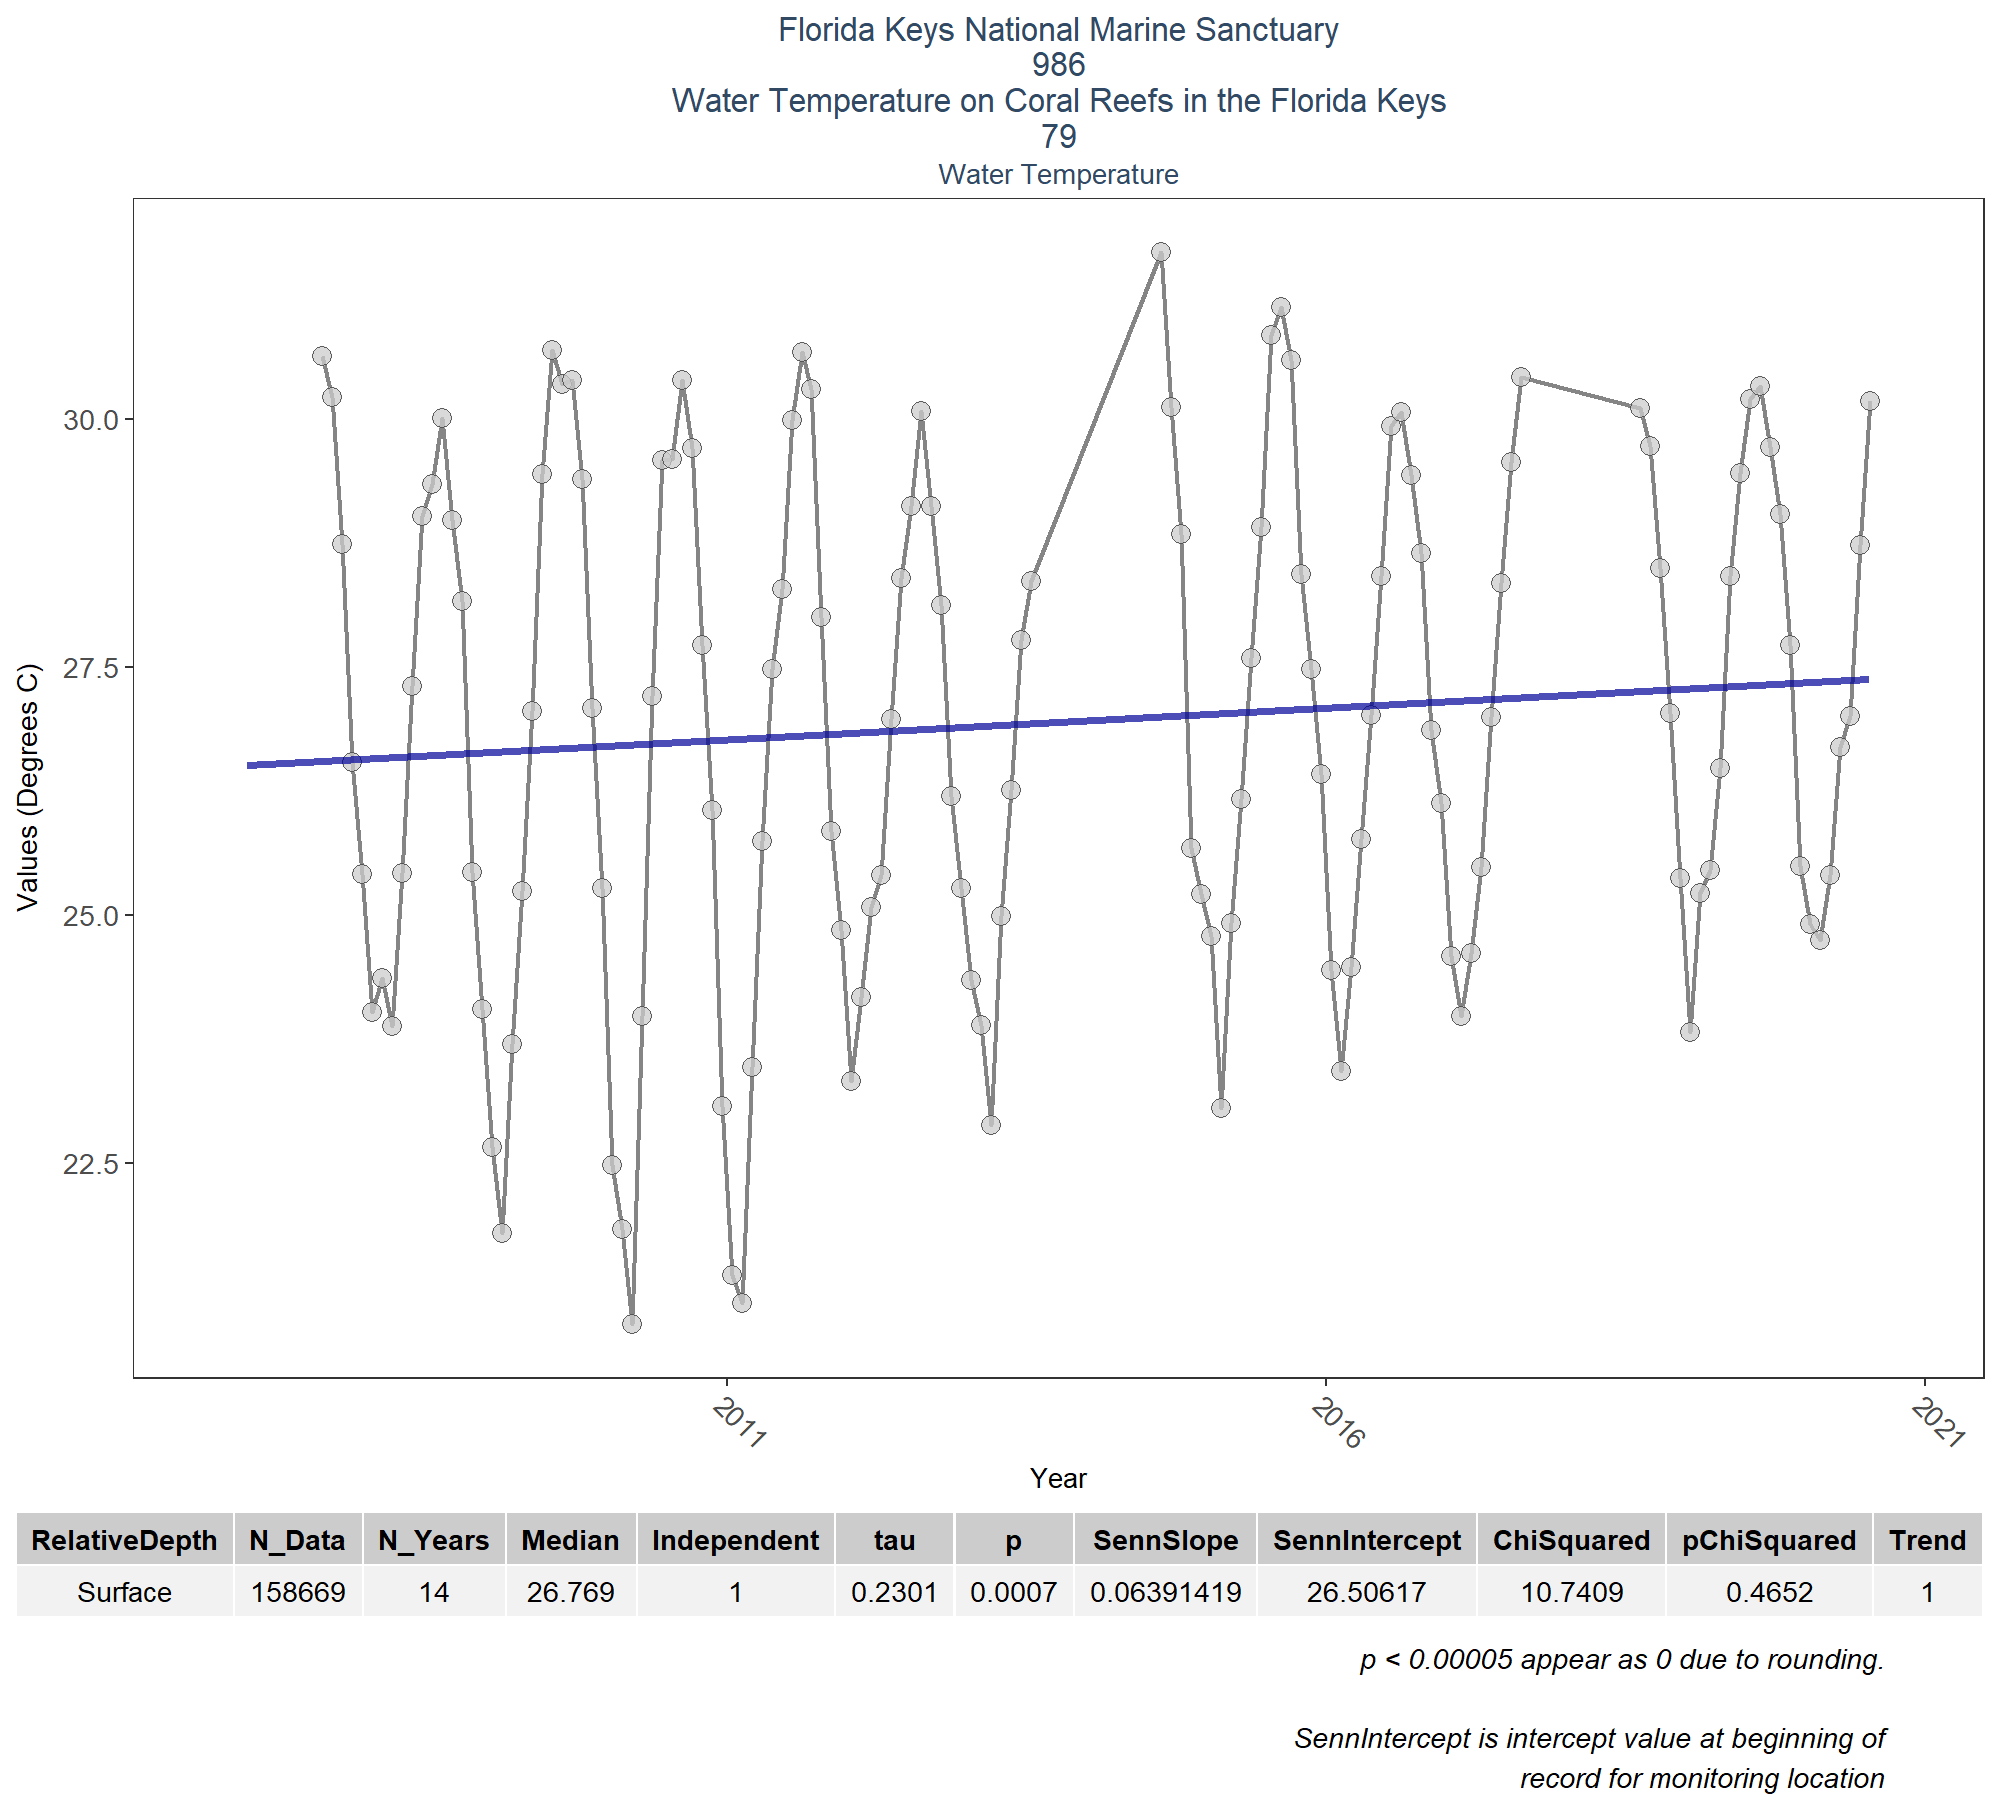 Florida Keys National Marine Sanctuary
986
Water Temperature on Coral Reefs in the Florida Keys
79
Water Temperature
30.0
27.5
25.0
22.5
Values (Degrees C)
2011
2016
2021
Year
RelativeDepth N_Data N_Years Median Independent tau p SennSlope SennIntercept ChiSquared pChiSquared Trend
Surface 158669 14 26.769 1 0.2301 0.0007 0.06391419 26.50617 10.7409 0.4652 1
p < 0.00005 appear as 0 due to rounding.
SennIntercept is intercept value at beginning of
record for monitoring location